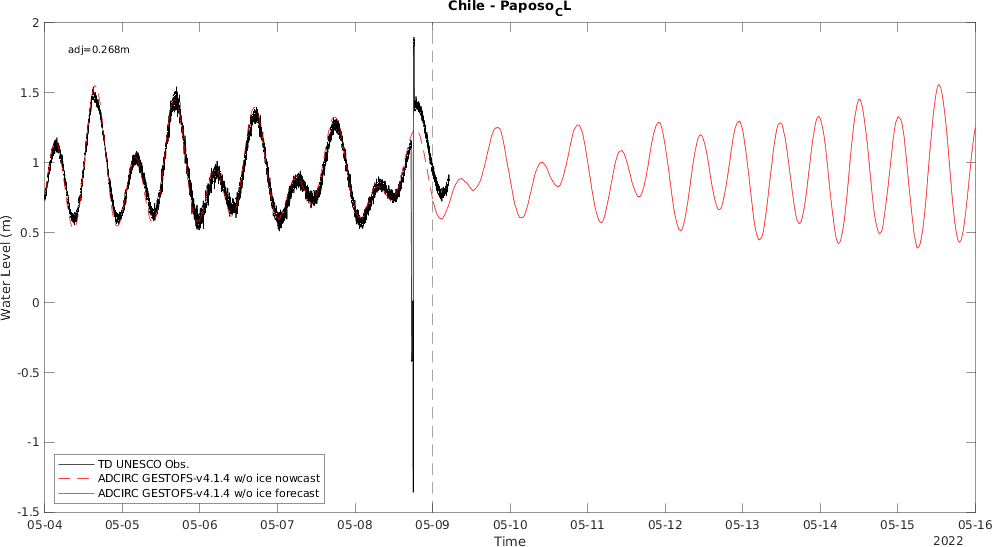 Chile - Paposo_CL
adj=0.268m
2
1.5
1
0.5
0
-0.5
-1
-1.5
Water Level (m)
TD UNESCO Obs.
ADCIRC GESTOFS-v4.1.4 w/o ice nowcast
ADCIRC GESTOFS-v4.1.4 w/o ice forecast
05-04 05-05 05-06 05-07 05-08 05-09 05-10 05-11 05-12 05-13 05-14 05-15 05-16
Time
2022